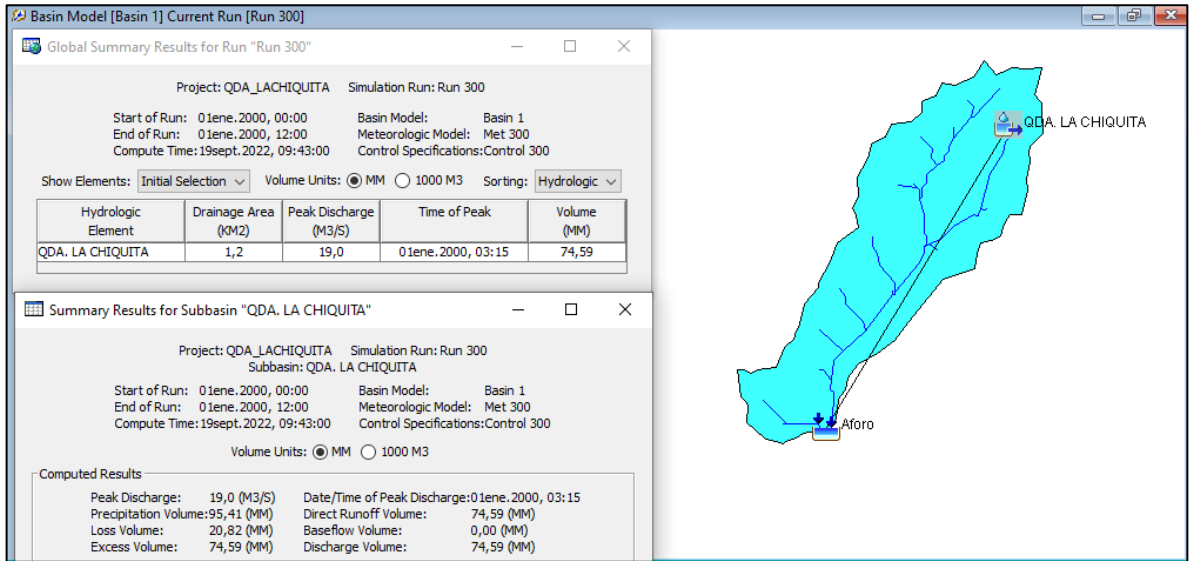 Basin Model [Basin 1] Current Run [Run 300]
Global Summary Results for Run "Run 300"
Project: QDA_LACHIQUITA Simulation Run: Run 300
Start of Run: 01ene.2000, 00:00 Basin Model: Basin 1
End of Run: 01ene.2000, 12:00 Meteorologic Model: Met 300
Compute Time:19sept.2022, 09:43:00 Control Specifications:Control 300
Show Elements: Initial Selection Volume Units: MM 1000 M3 Sorting: Hydrologic
Hydrologic Element Drainage Area (KM2) Peak Discharge (M3/S) Time of Peak Volume (MM)
QDA. LA CHIQUITA 1,2 19,0 01ene.2000, 03:15 74,59
Summary Results for Subbasin "QDA. LA CHIQUITA"
Project: QDA_LACHIQUITA Simulation Run: Run 300
Subbasin: QDA. LA CHIQUITA
Start of Run: 01ene.2000, 00:00 Basin Model: Basin 1
End of Run: 01ene.2000, 12:00 Meteorologic Model: Met 300
Compute Time:19sept.2022, 09:43:00 Control Specifications:Control 300
Volume Units: MM 1000 M3
Computed Results
Peak Discharge: 19,0 (M3/S) Date/Time of Peak Discharge:01ene.2000, 03:15
Precipitation Volume:95,41 (MM) Direct Runoff Volume: 74,59 (MM)
Loss Volume: 20,82 (MM) Baseflow Volume: 0,00 (MM)
Excess Volume: 74,59 (MM) Discharge Volume: 74,59 (MM)
QDA. LA CHIQUITA
Aforo